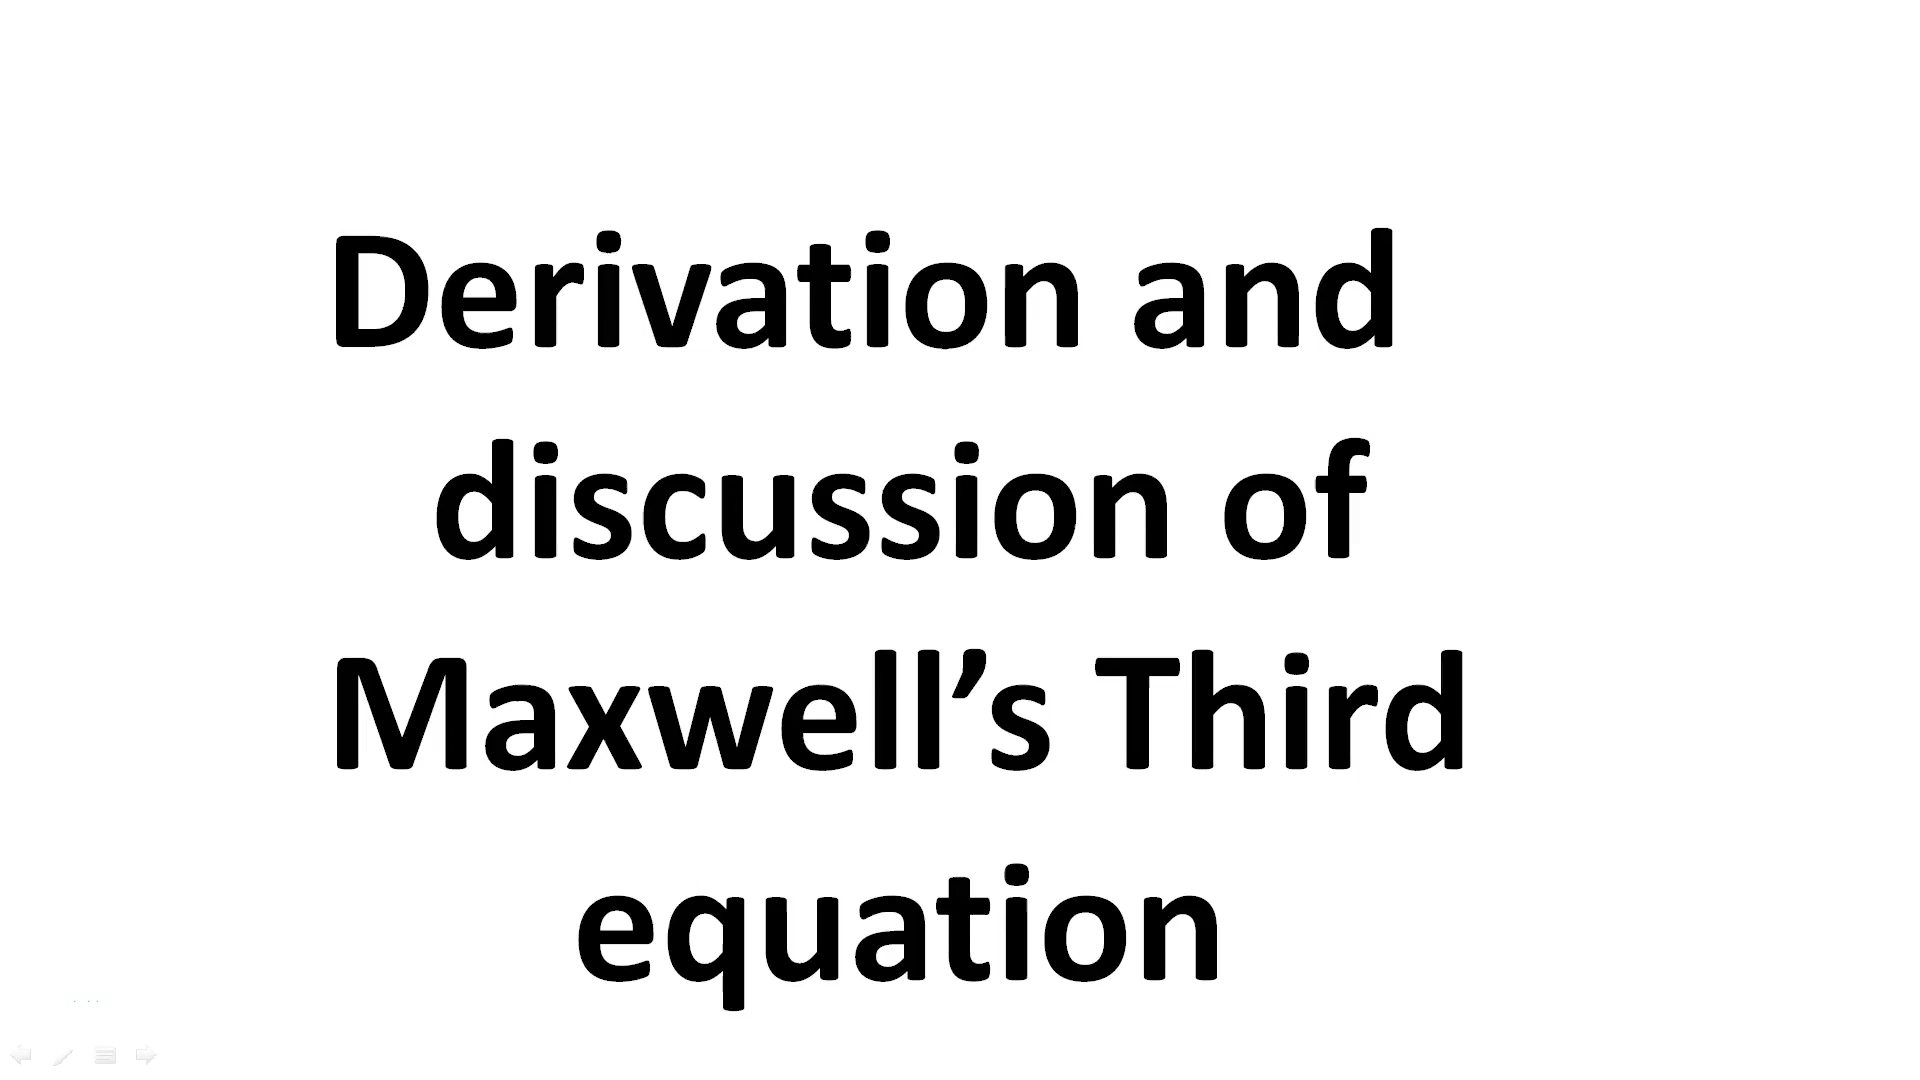 Derivation and
discussion of
Maxwell’s Third
equation